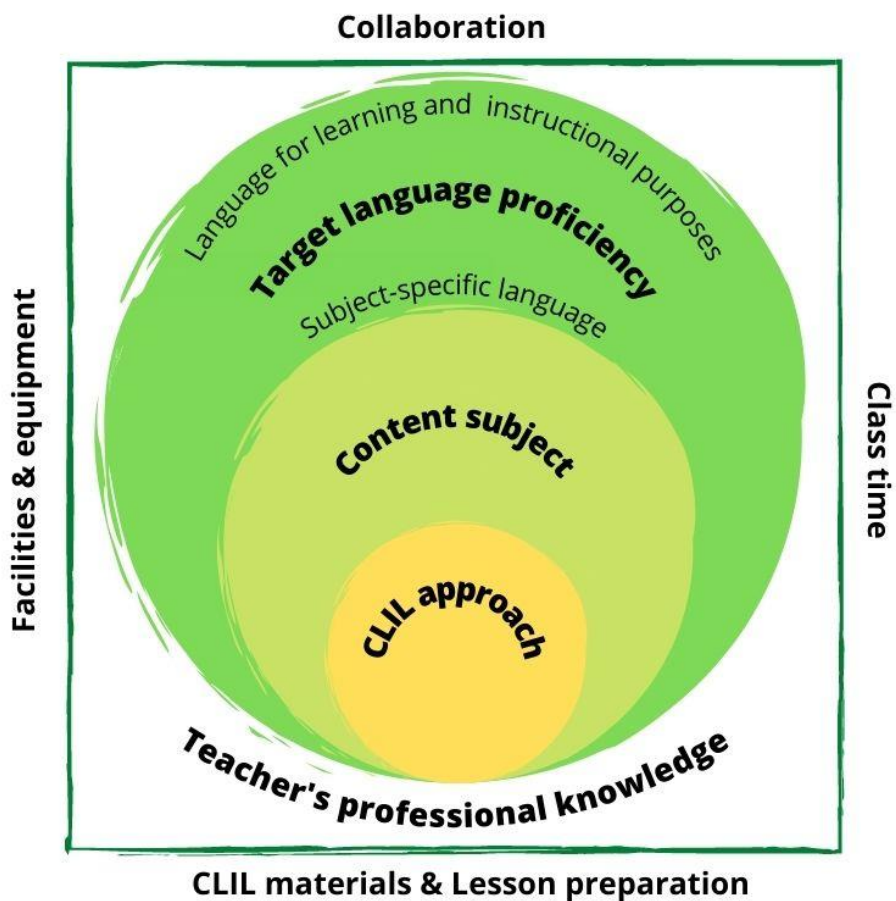 Collaboration
Language for learning and instructional purposes
Target language proficiency
Subject-specific language
Facilities & equipment
Content subject
Class time
CLIL approach
Teacher's professional knowledge
CLIL materials & Lesson preparation